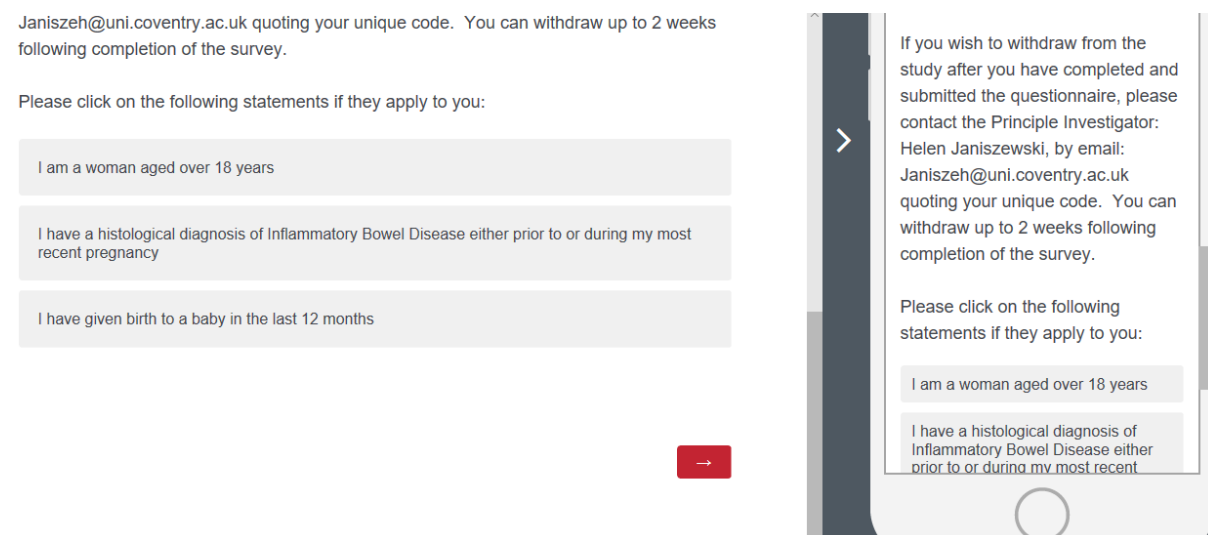 Janiszeh@uni.coventry.ac.uk quoting your unique code.  You can withdraw up to 2 weeks
following completion of the survey.
Please click on the following statements if they apply to you:
I am a woman aged over 18 years
I have a histological diagnosis of Inflammatory Bowel Disease either prior to or during my most
recent pregnancy
I have given birth to a baby in the last 12 months
→
If you wish to withdraw from the
study after you have completed and
submitted the questionnaire, please
contact the Principle Investigator:
Helen Janiszewski, by email:
Janiszeh@uni.coventry.ac.uk
quoting your unique code.  You can
withdraw up to 2 weeks following
completion of the survey.
Please click on the following
statements if they apply to you:
I am a woman aged over 18 years
I have a histological diagnosis of
Inflammatory Bowel Disease either
prior to or during my most recent